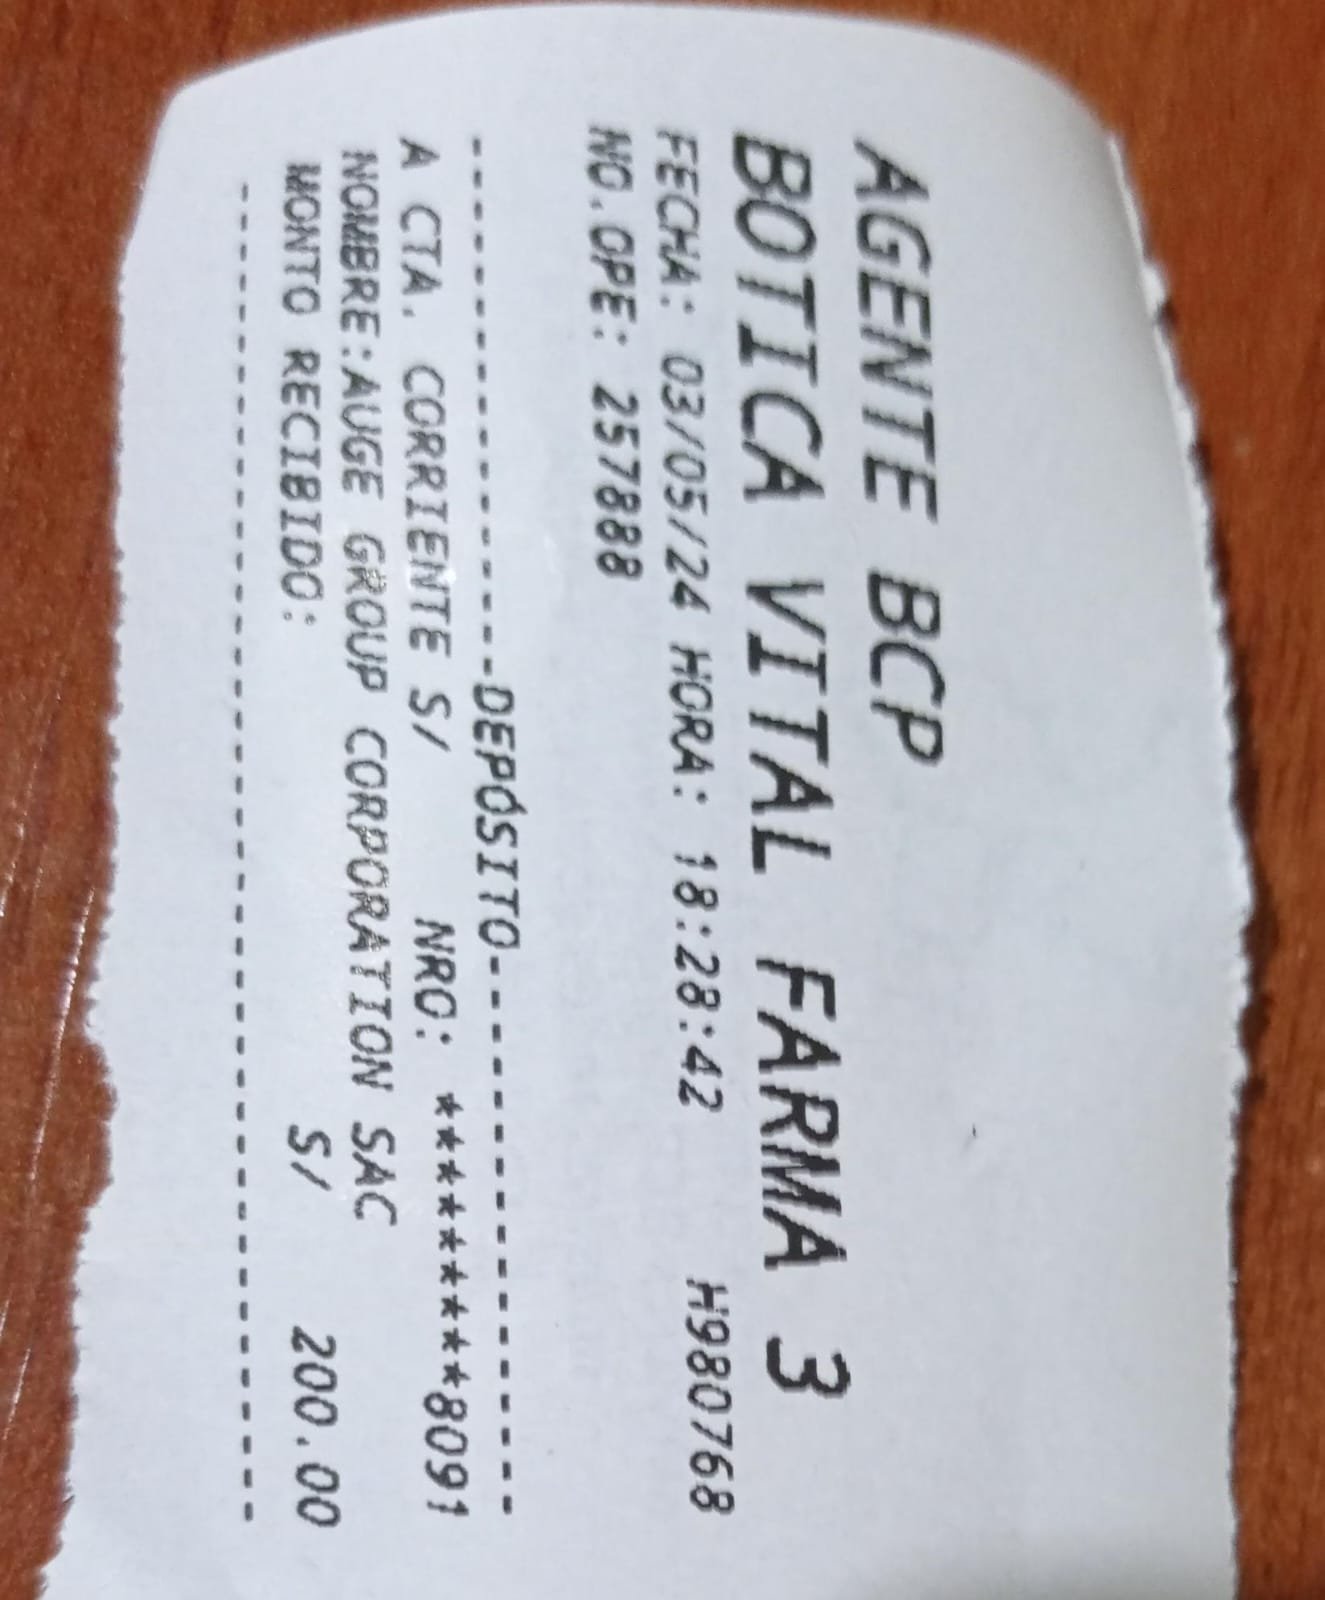 AGENTE BCP
BOTICA VITAL FARMA 3
FECHA: 03/05/24 HORA: 18:28:42 H980768
NO.OPE: 257888
----------------DEPÓSITO----------------
A CTA. CORRIENTE S/ NRO: *********8091
NOMBRE:AUGE GROUP CORPORATION SAC
MONTO RECIBIDO: S/ 200.00
----------------------------------------